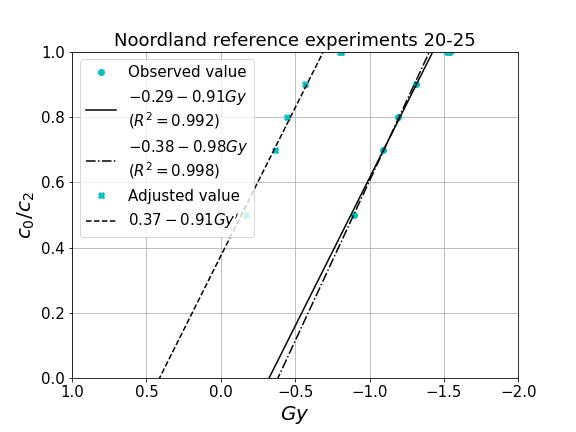 Noordland reference experiments 20-25
1.0
0.8
0.6
0.4
0.2
0.0
c₀/c₂
Observed value
−0.29 − 0.91Gy
(R² = 0.992)
−0.38 − 0.98Gy
(R² = 0.998)
Adjusted value
0.37 − 0.91Gy′
1.0 0.5 0.0 −0.5 −1.0 −1.5 −2.0
Gy